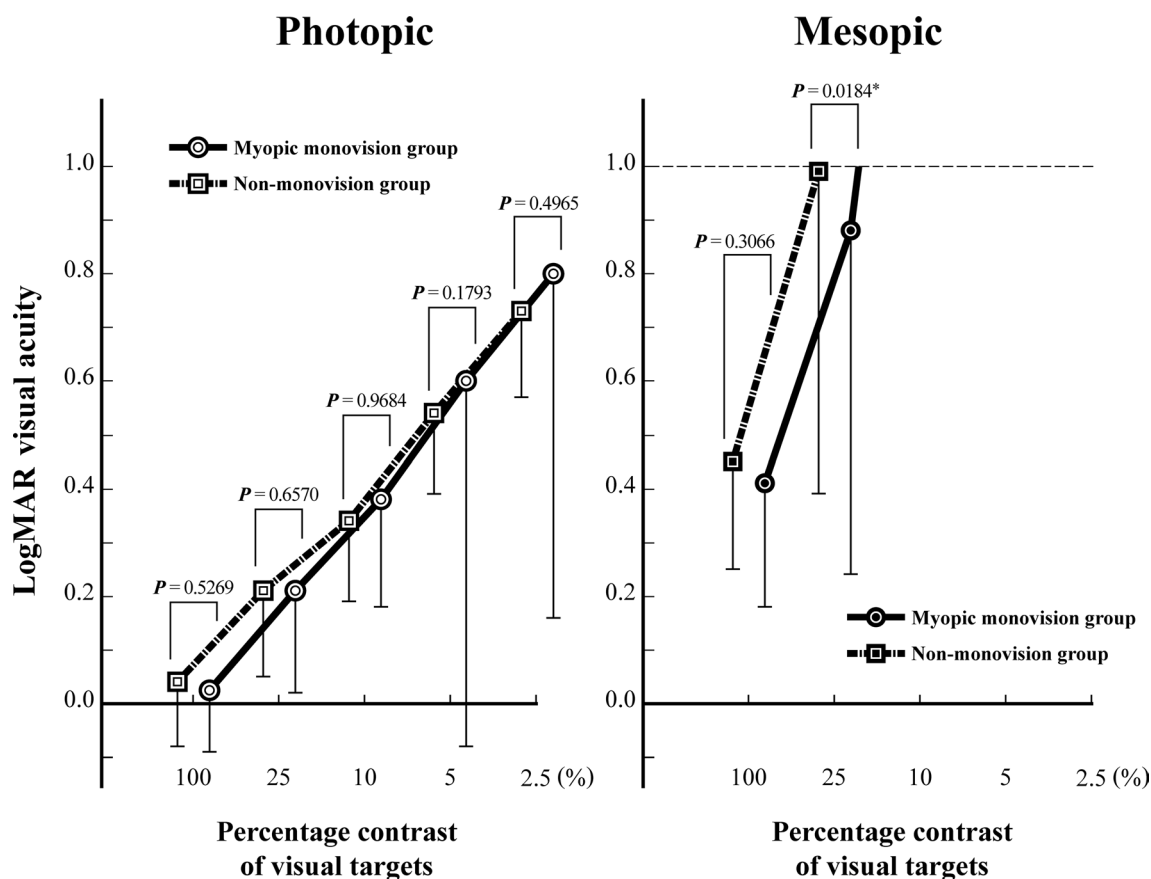 Photopic
LogMAR visual acuity
1.0
0.8
0.6
0.4
0.2
0.0
Myopic monovision group
Non-monovision group
P = 0.5269
P = 0.6570
P = 0.9684
P = 0.1793
P = 0.4965
100 25 10 5 2.5 (%)
Percentage contrast
of visual targets
Mesopic
1.0
0.8
0.6
0.4
0.2
0.0
P = 0.3066
P = 0.0184*
Myopic monovision group
Non-monovision group
100 25 10 5 2.5 (%)
Percentage contrast
of visual targets